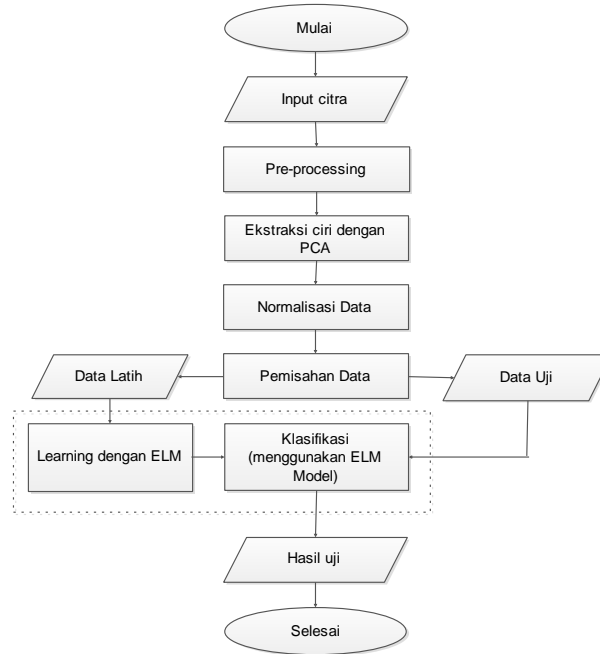 Mulai
Input citra
Pre-processing
Ekstraksi ciri dengan
PCA
Normalisasi Data
Data Latih
Pemisahan Data
Data Uji
Learning dengan ELM
Klasifikasi
(menggunakan ELM
Model)
Hasil uji
Selesai